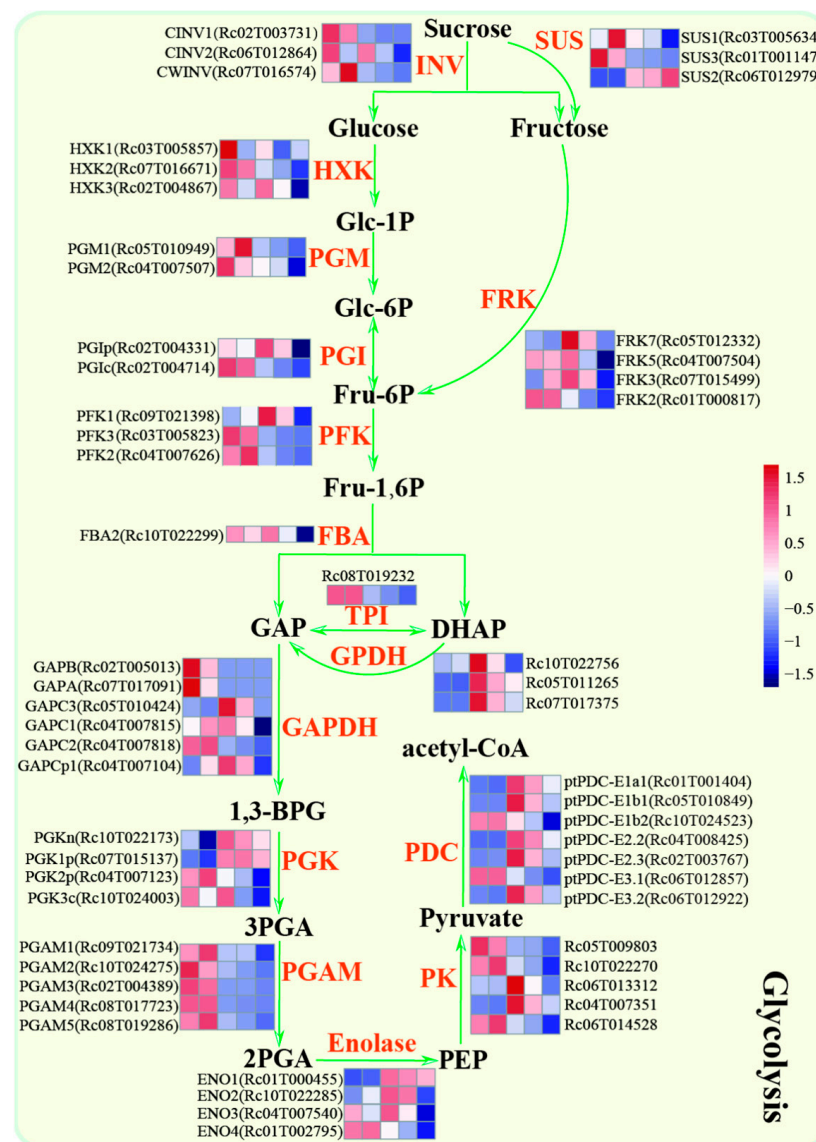 CINV1(Rc02T003731)
CINV2(Rc06T012864)
CWINV(Rc07T016574)
INV
Sucrose
SUS
SUS1(Rc03T005634
SUS3(Rc01T001147
SUS2(Rc06T012979
Glucose
Fructose
HXK1(Rc03T005857)
HXK2(Rc07T016671)
HXK3(Rc02T004867)
HXK
Glc-1P
PGM1(Rc05T010949)
PGM2(Rc04T007507)
PGM
Glc-6P
FRK
PGIp(Rc02T004331)
PGIc(Rc02T004714)
PGI
FRK7(Rc05T012332)
FRK5(Rc04T007504)
FRK3(Rc07T015499)
FRK2(Rc01T000817)
Fru-6P
PFK1(Rc09T021398)
PFK3(Rc03T005823)
PFK2(Rc04T007626)
PFK
Fru-1,6P
FBA2(Rc10T022299)
FBA
1.5
1
0.5
0
−0.5
−1
−1.5
Rc08T019232
TPI
GAP
DHAP
GPDH
Rc10T022756
Rc05T011265
Rc07T017375
GAPB(Rc02T005013)
GAPA(Rc07T017091)
GAPC3(Rc05T010424)
GAPC1(Rc04T007815)
GAPC2(Rc04T007818)
GAPCp1(Rc04T007104)
GAPDH
acetyl-CoA
1,3-BPG
ptPDC-E1a1(Rc01T001404)
ptPDC-E1b1(Rc05T010849)
ptPDC-E1b2(Rc10T024523)
ptPDC-E2.2(Rc04T008425)
ptPDC-E2.3(Rc02T003767)
ptPDC-E3.1(Rc06T012857)
ptPDC-E3.2(Rc06T012922)
PDC
PGKn(Rc10T022173)
PGK1p(Rc07T015137)
PGK2p(Rc04T007123)
PGK3c(Rc10T024003)
PGK
3PGA
Pyruvate
PGAM1(Rc09T021734)
PGAM2(Rc10T024275)
PGAM3(Rc02T004389)
PGAM4(Rc08T017723)
PGAM5(Rc08T019286)
PGAM
PK
Rc05T009803
Rc10T022270
Rc06T013312
Rc04T007351
Rc06T014528
2PGA
Enolase
PEP
ENO1(Rc01T000455)
ENO2(Rc10T022285)
ENO3(Rc04T007540)
ENO4(Rc01T002795)
Glycolysis